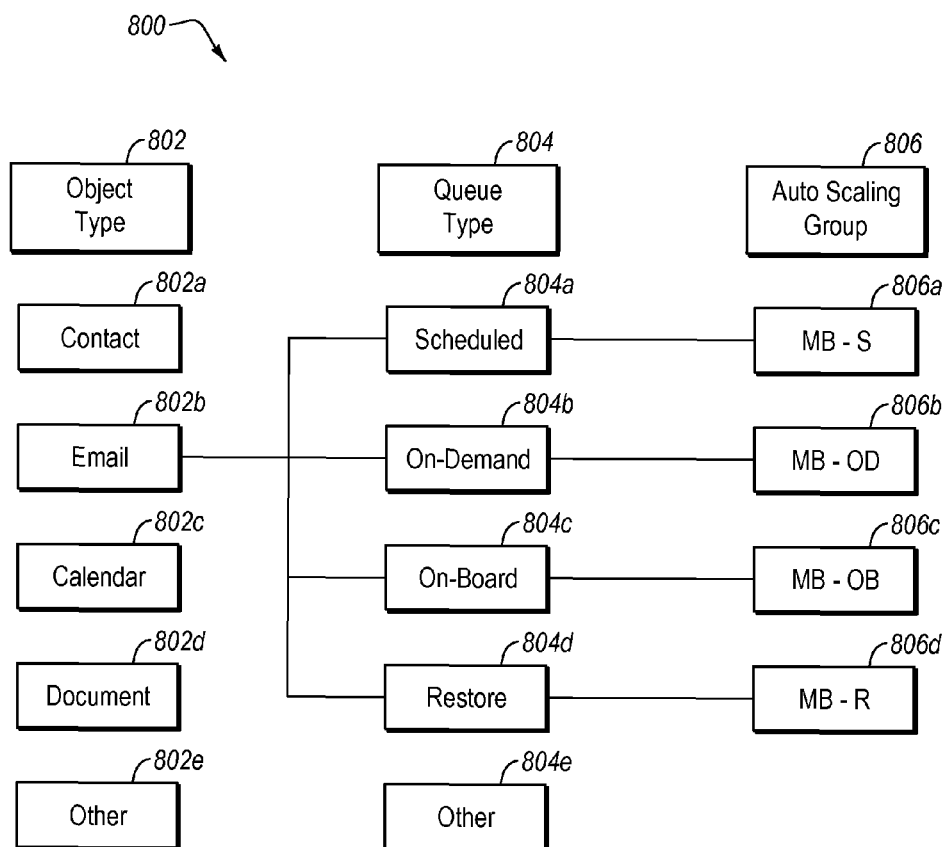 800
802
804
806
Object
Type
Queue
Type
Auto Scaling
Group
802a
804a
806a
Contact
Scheduled
MB - S
802b
804b
806b
Email
On-Demand
MB - OD
802c
804c
806c
Calendar
On-Board
MB - OB
802d
804d
806d
Document
Restore
MB - R
802e
804e
Other
Other